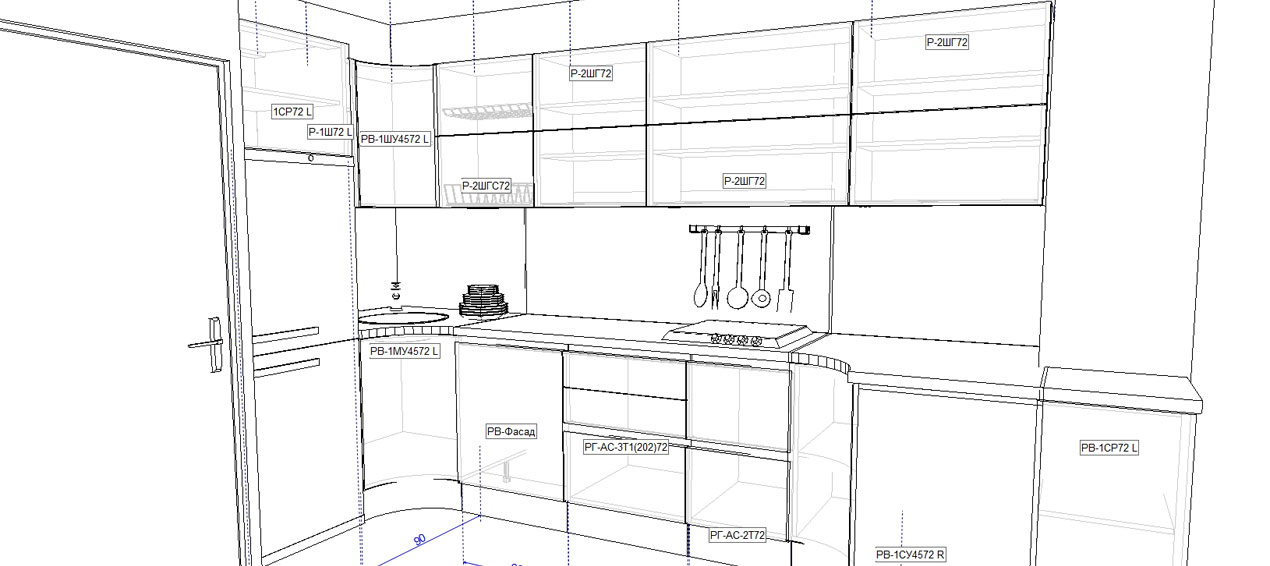 Р-2ШГ72
Р-2ШГ72
1СР72 L
Р-1Ш72 L
РВ-1ШУ4572 L
Р-2ШГС72
Р-2ШГ72
РВ-1МУ4572 L
РВ-Фасад
РГ-АС-3Т1(202)72
РВ-1СР72 L
РГ-АС-2Т72
90
РВ-1СУ4572 R